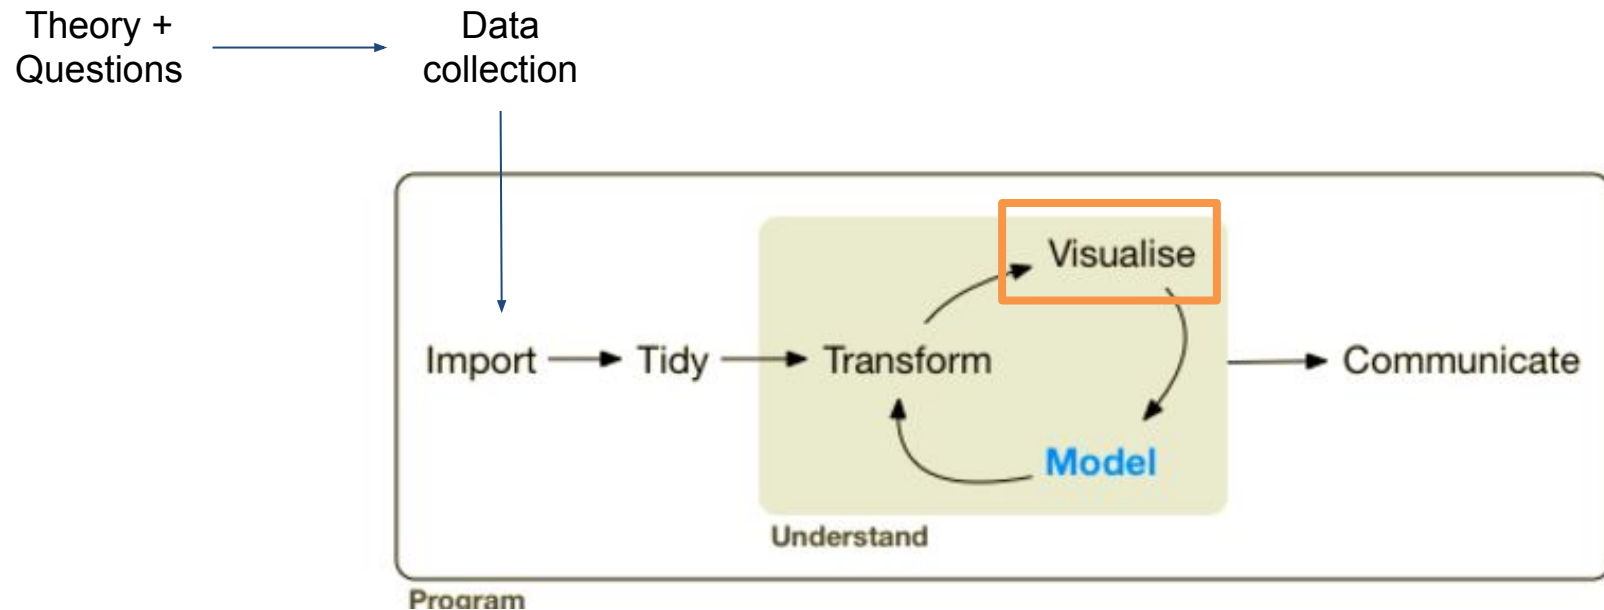 Theory +
Questions
Data
collection
Visualise
Import
Tidy
Transform
Communicate
Model
Understand
Program